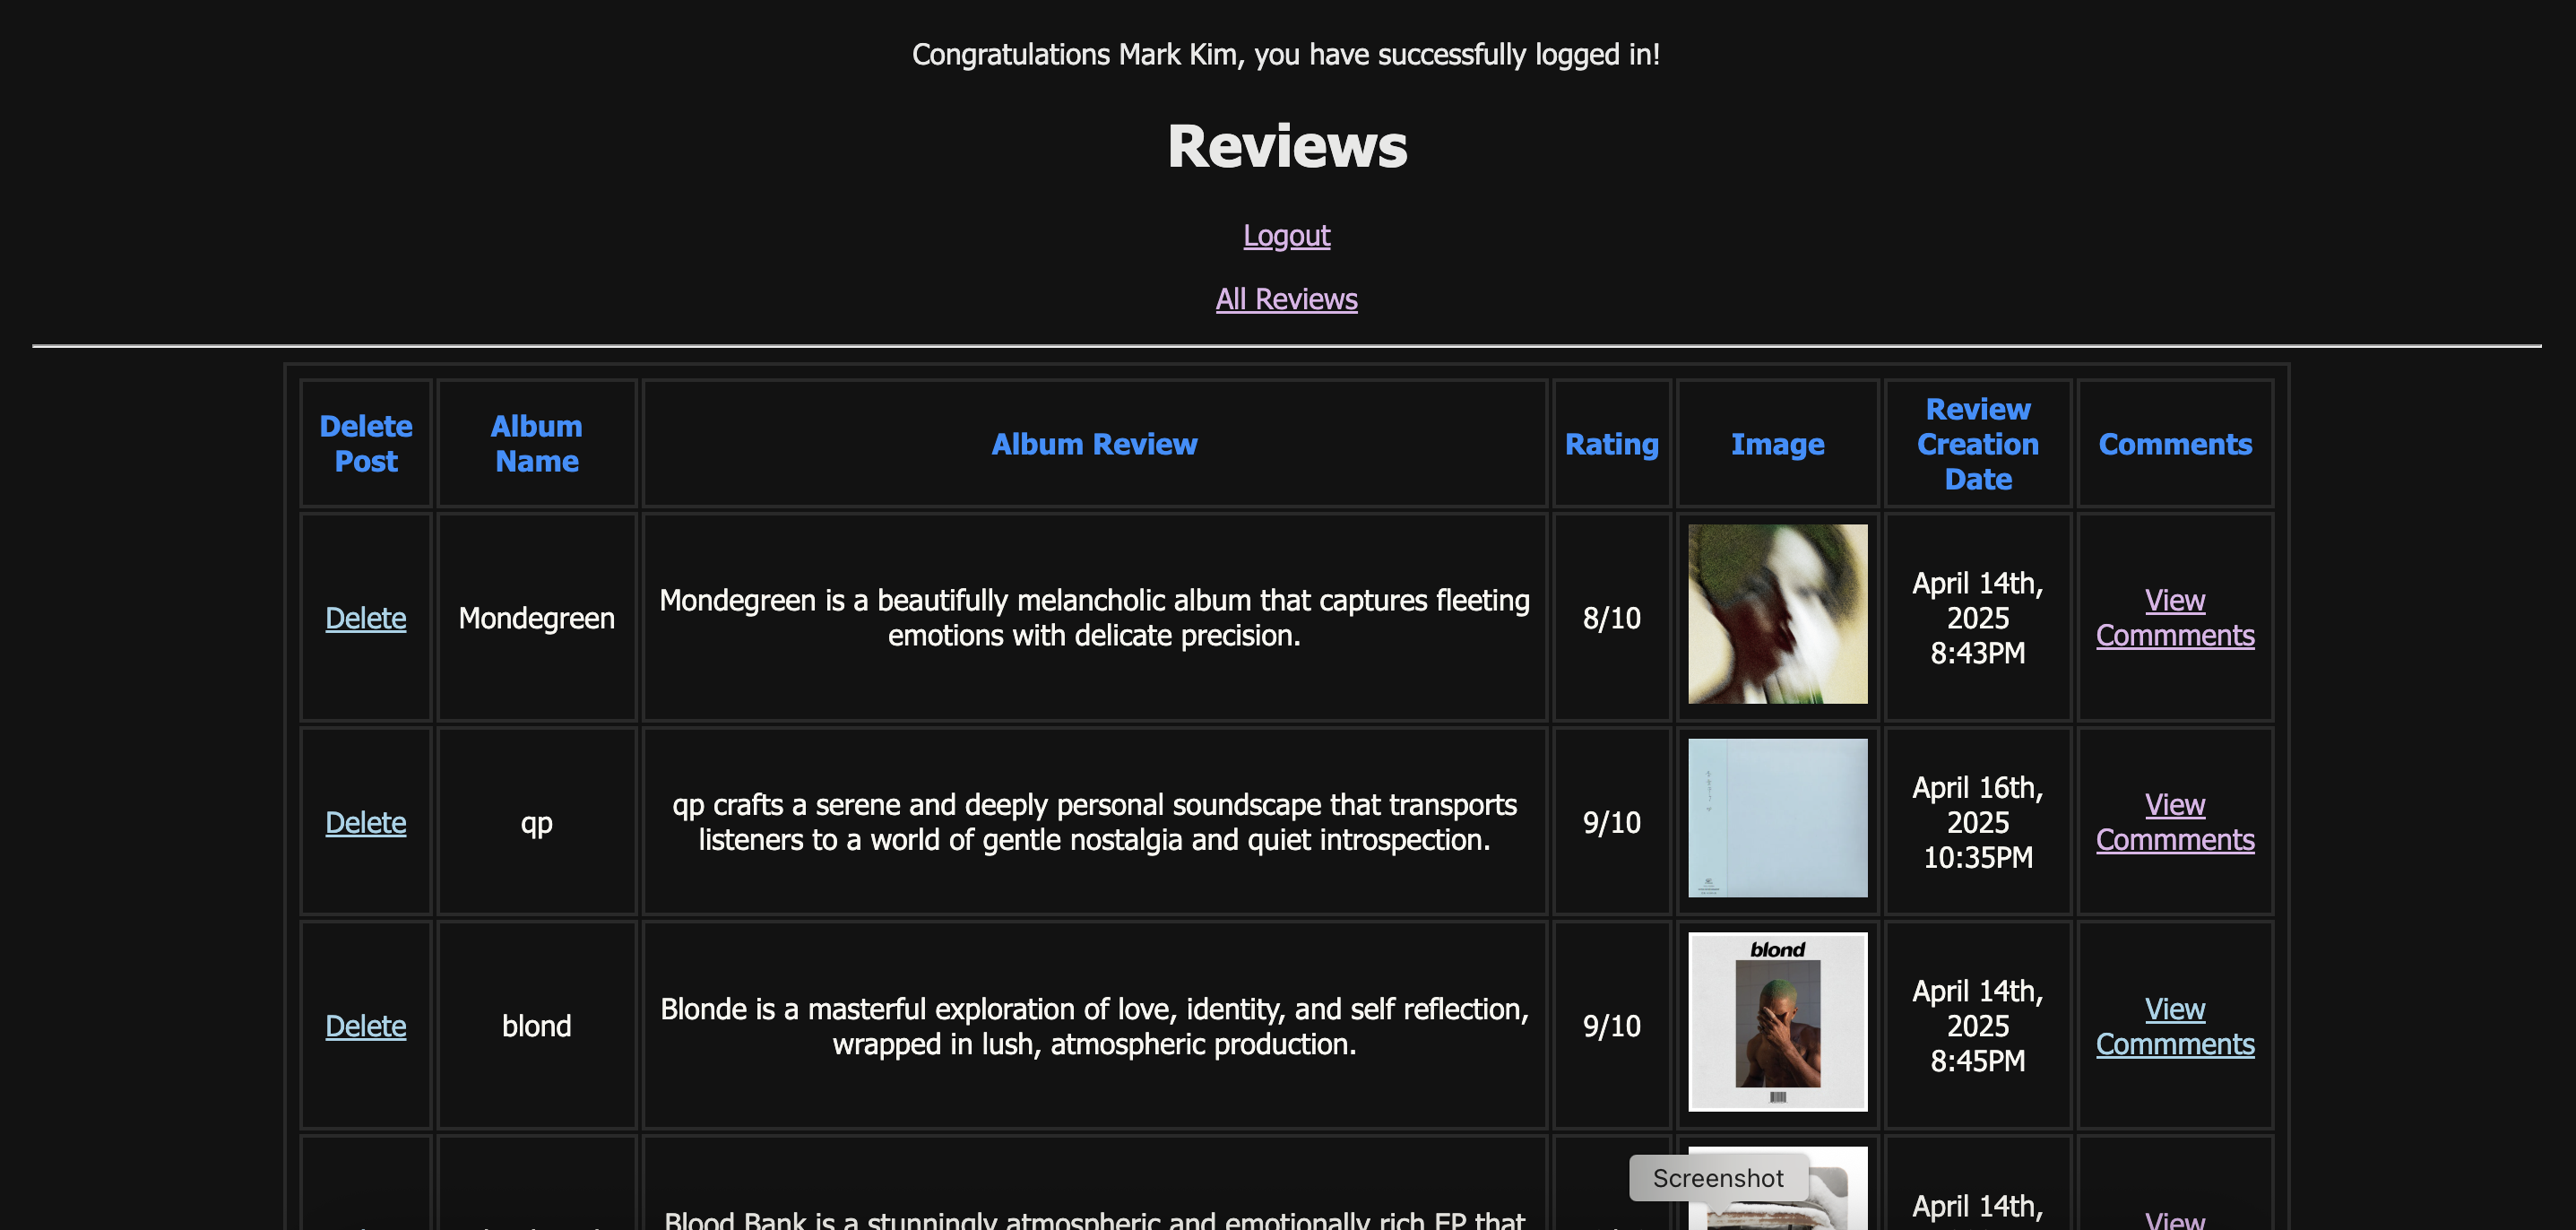 Congratulations Mark Kim, you have successfully logged in!
Reviews
Logout
All Reviews
Delete Post
Album Name
Album Review
Rating
Image
Review Creation Date
Comments
Delete
Mondegreen
Mondegreen is a beautifully melancholic album that captures fleeting
emotions with delicate precision.
8/10
April 14th,
2025
8:43PM
View
Commments
Delete
qp
qp crafts a serene and deeply personal soundscape that transports
listeners to a world of gentle nostalgia and quiet introspection.
9/10
April 16th,
2025
10:35PM
View
Commments
Delete
blond
Blonde is a masterful exploration of love, identity, and self reflection,
wrapped in lush, atmospheric production.
9/10
blond
April 14th,
2025
8:45PM
View
Commments
Blood Bank is a stunningly atmospheric and emotionally rich EP that
Screenshot
April 14th,
View